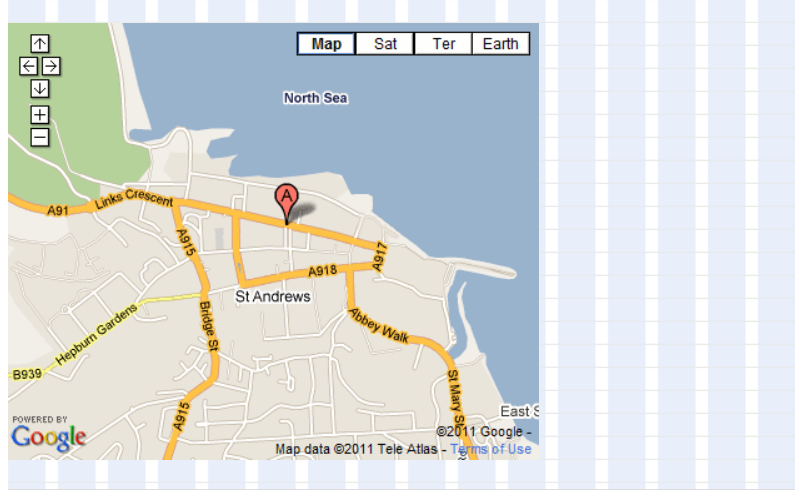 Map Sat Ter Earth
North Sea
A91
Links Crescent
A915
A917
A918
St Andrews
Abbey Walk
Bridge St
Hepburn Gardens
B939
St Mary St
A915
East S
POWERED BY
Google
©2011 Google -
Map data ©2011 Tele Atlas - Terms of Use
A